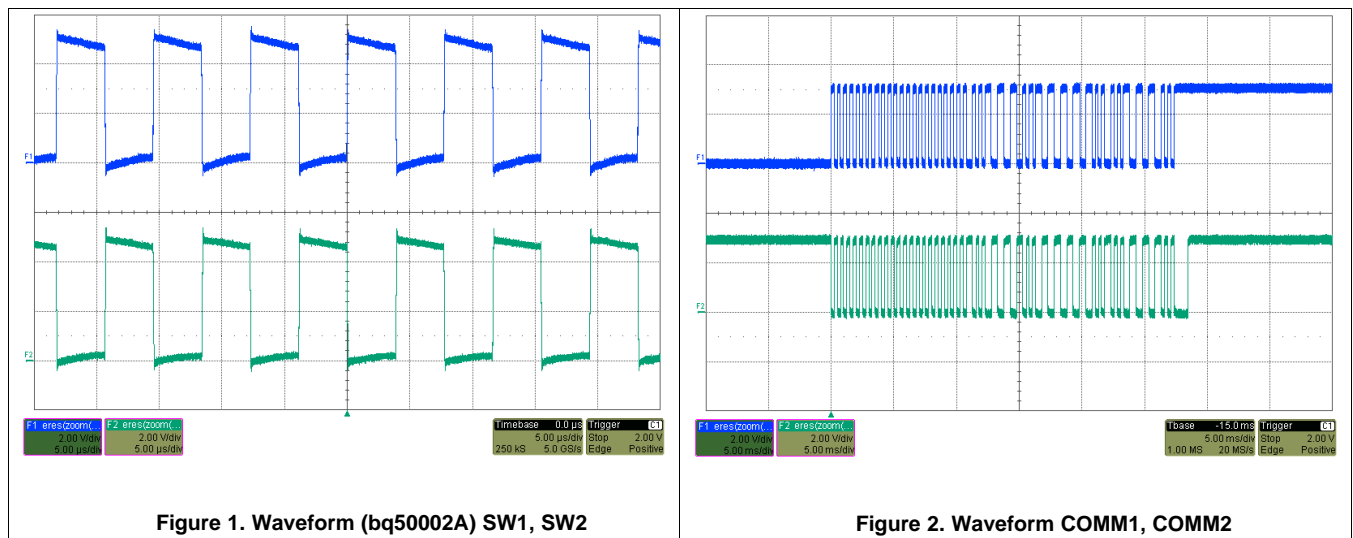 F1
F2
F1 eres(zoom(...
2.00 V/div
5.00 µs/div
F2 eres(zoom(...
2.00 V/div
5.00 µs/div
Timebase 0.0 µs
5.00 µs/div
250 kS 5.0 GS/s
Trigger C1
Stop 2.00 V
Edge Positive
Figure 1. Waveform (bq50002A) SW1, SW2
F1
F2
F1 eres(zoom(...
2.00 V/div
5.00 ms/div
F2 eres(zoom(...
2.00 V/div
5.00 ms/div
Tbase -15.0 ms
5.00 ms/div
1.00 MS 20 MS/s
Trigger C1
Stop 2.00 V
Edge Positive
Figure 2. Waveform COMM1, COMM2